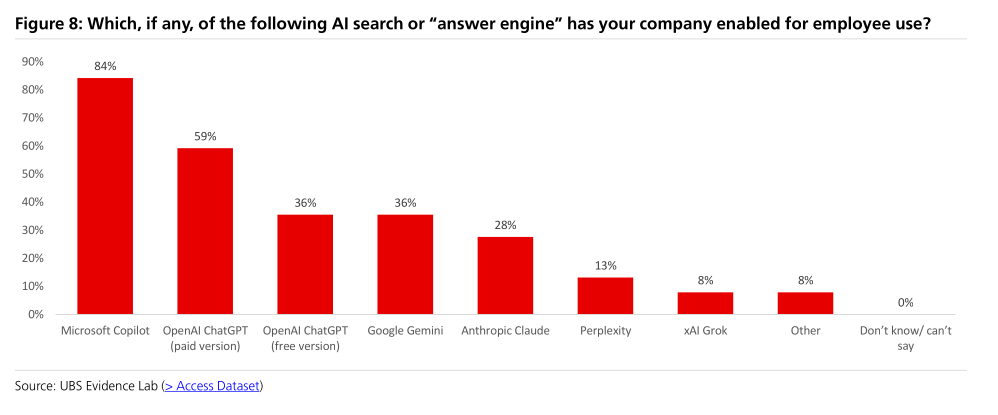 Figure 8: Which, if any, of the following AI search or “answer engine” has your company enabled for employee use?
90%
80%
70%
60%
50%
40%
30%
20%
10%
0%
84%
59%
36%
36%
28%
13%
8%
8%
0%
Microsoft Copilot
OpenAI ChatGPT
(paid version)
OpenAI ChatGPT
(free version)
Google Gemini
Anthropic Claude
Perplexity
xAI Grok
Other
Don’t know/ can’t
say
Source: UBS Evidence Lab (> Access Dataset)